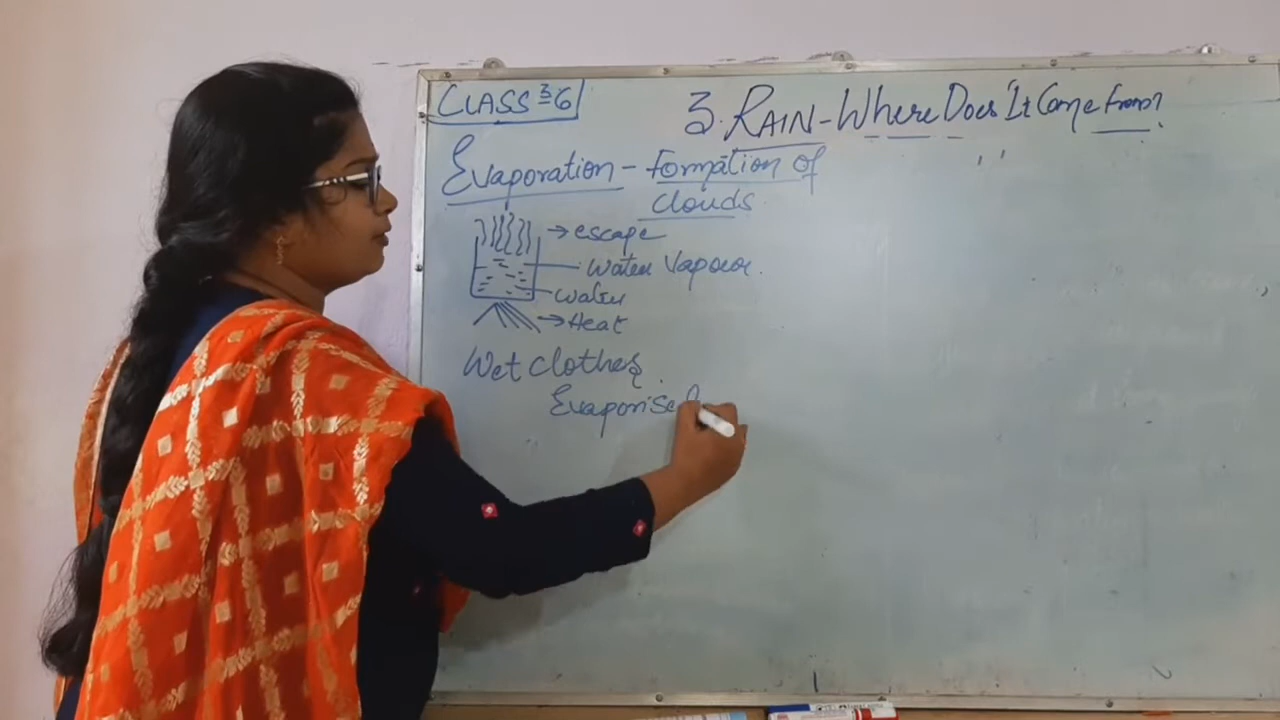 CLASS - 6
3. RAIN - Where Does It Come From?
Evaporation - Formation of
clouds
→ escape
Water Vapour.
Water
→ Heat
Wet clothes
Evaporised